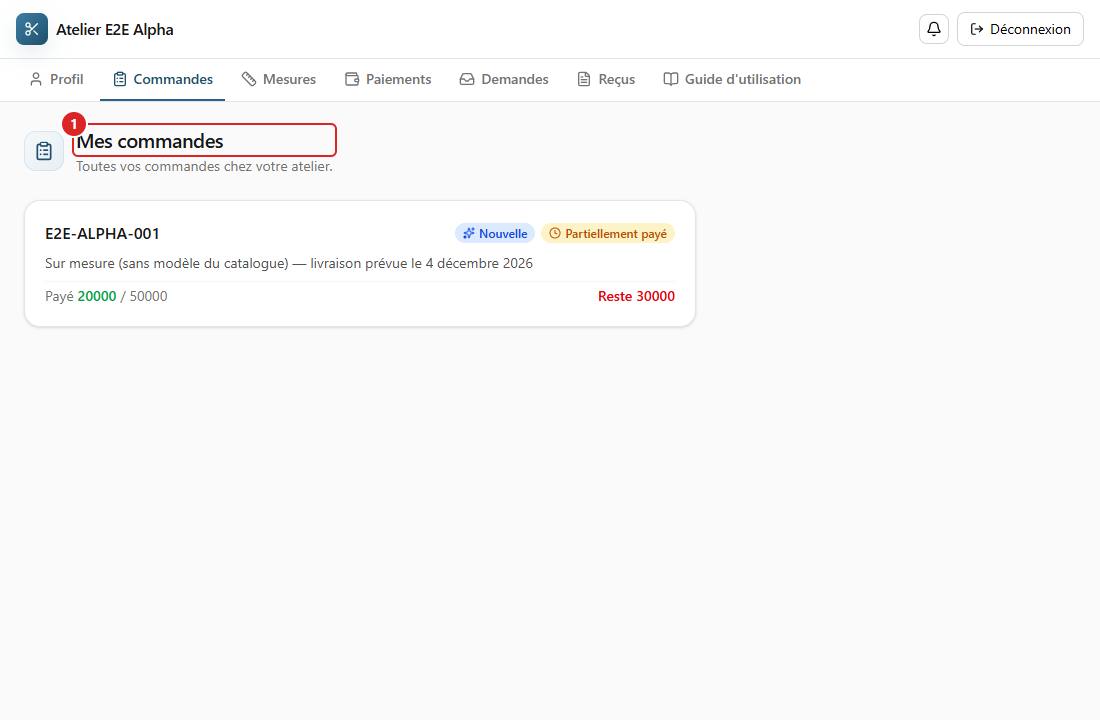 Atelier E2E Alpha
Déconnexion
Profil
Commandes
Mesures
Paiements
Demandes
Reçus
Guide d'utilisation
1
Mes commandes
Toutes vos commandes chez votre atelier.
E2E-ALPHA-001
Nouvelle
Partiellement payé
Sur mesure (sans modèle du catalogue) — livraison prévue le 4 décembre 2026
Payé 20000 / 50000
Reste 30000